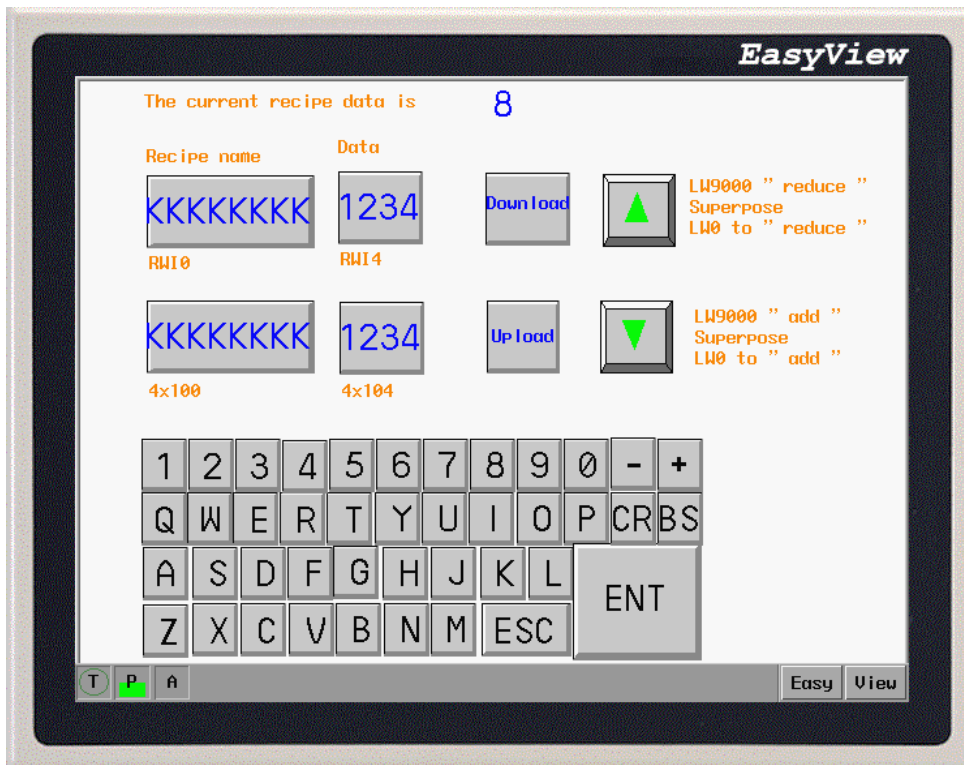 EasyView
The current recipe data is 8
Recipe name Data
KKKKKKKK 1234 Download LW9000 ” reduce ”
Superpose
LW0 to ” reduce ”
RWI0 RWI4
KKKKKKKK 1234 Upload LW9000 ” add ”
Superpose
LW0 to ” add ”
4x100 4x104
1 2 3 4 5 6 7 8 9 0 - +
Q W E R T Y U I O P CR BS
A S D F G H J K L ENT
Z X C V B N M ESC
T P A Easy View